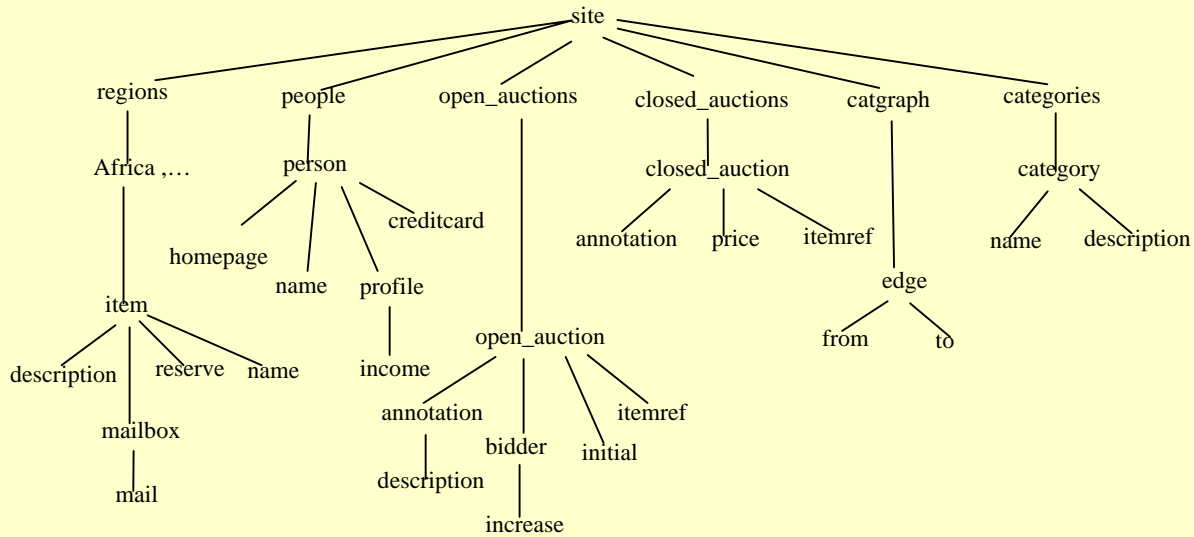 site
regions
people
open_auctions
closed_auctions
catgraph
categories
Africa ,…
person
closed_auction
category
creditcard
annotation
price
itemref
name
description
homepage
name
profile
edge
item
open_auction
from
to
description
reserve
name
income
annotation
itemref
mailbox
bidder
initial
description
mail
increase